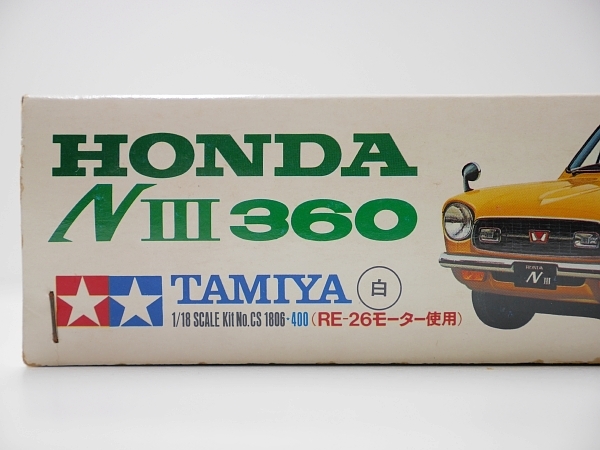 HONDA
N III 360
TAMIYA 白
1/18 SCALE Kit No. CS 1806・400 (RE-26モーター使用)
HONDA
N III